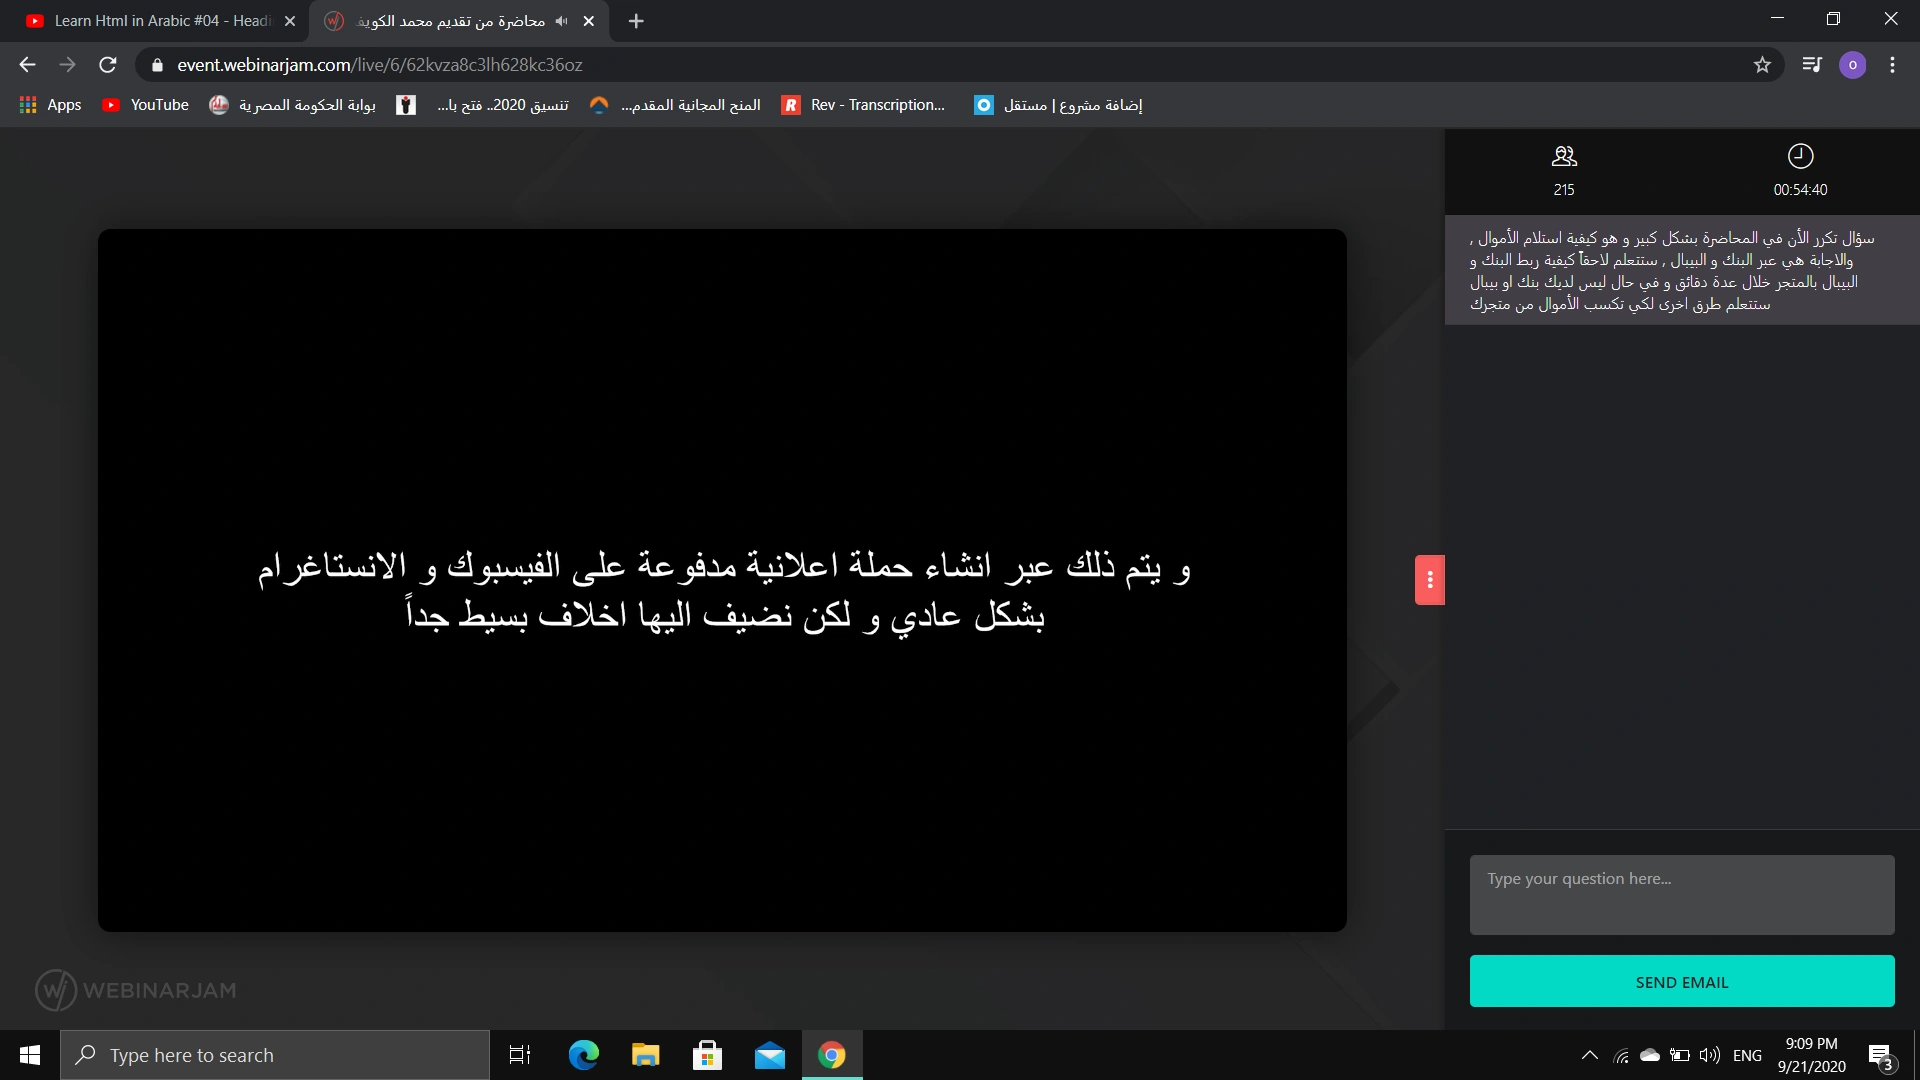 Learn Html in Arabic #04 - Headi
محاضرة من تقديم محمد الكويف
event.webinarjam.com/live/6/62kvza8c3lh628kc36oz
Apps
YouTube
بوابة الحكومة المصرية
تنسيق 2020.. فتح با...
المنح المجانية المقدم...
Rev - Transcription...
إضافة مشروع | مستقل
215
00:54:40
سؤال تكرر الأن في المحاضرة بشكل كبير و هو كيفية استلام الأموال ,
والاجابة هي عبر البنك و البيبال , ستتعلم لاحقاً كيفية ربط البنك و
البيبال بالمتجر خلال عدة دقائق و في حال ليس لديك بنك او بيبال
ستتعلم طرق اخرى لكي تكسب الأموال من متجرك
و يتم ذلك عبر انشاء حملة اعلانية مدفوعة على الفيسبوك و الانستاغرام
بشكل عادي و لكن نضيف اليها اخلاف بسيط جداً
Type your question here...
SEND EMAIL
WEBINARJAM
Type here to search
ENG
9:09 PM
9/21/2020
3